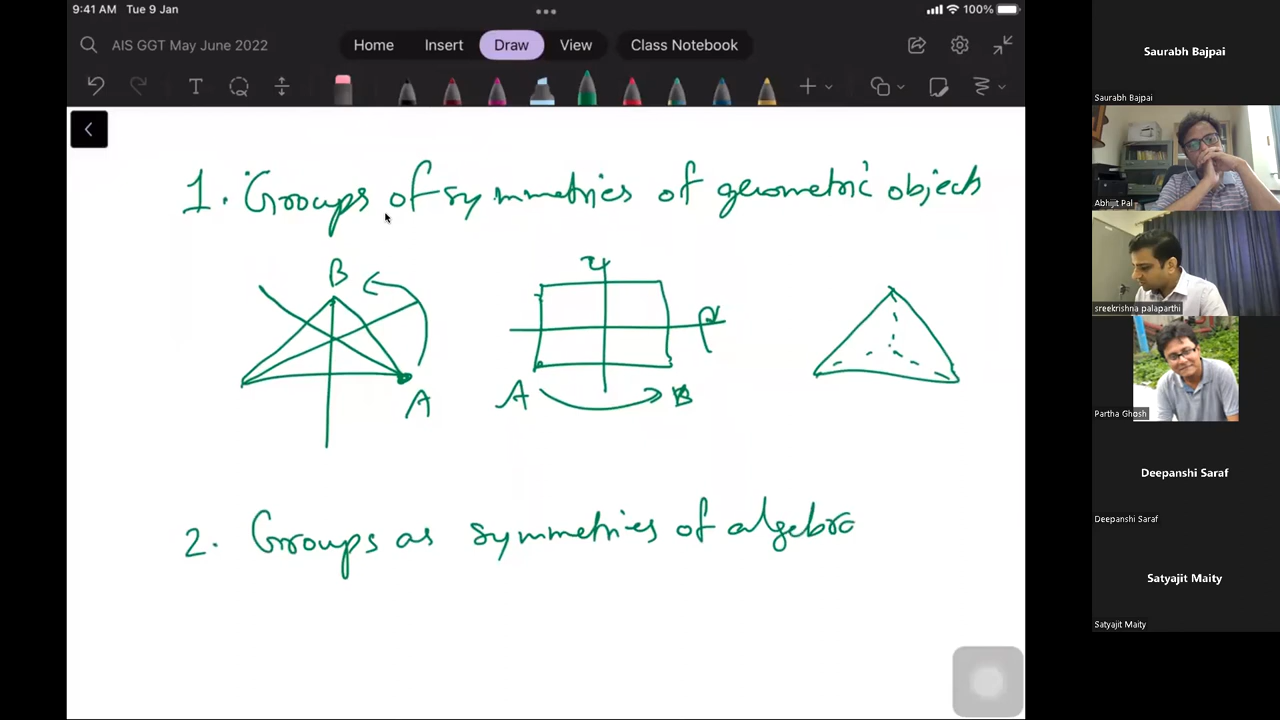 9:41 AM Tue 9 Jan
100%
AIS GGT May June 2022
Home Insert Draw View Class Notebook
T
1. Groups of symmetries of geometric objects
B
A
A
B
2. Groups as symmetries of algebra
Saurabh Bajpai
Saurabh Bajpai
Abhijit Pal
sreekrishna palaparthi
Partha Ghosh
Deepanshi Saraf
Deepanshi Saraf
Satyajit Maity
Satyajit Maity